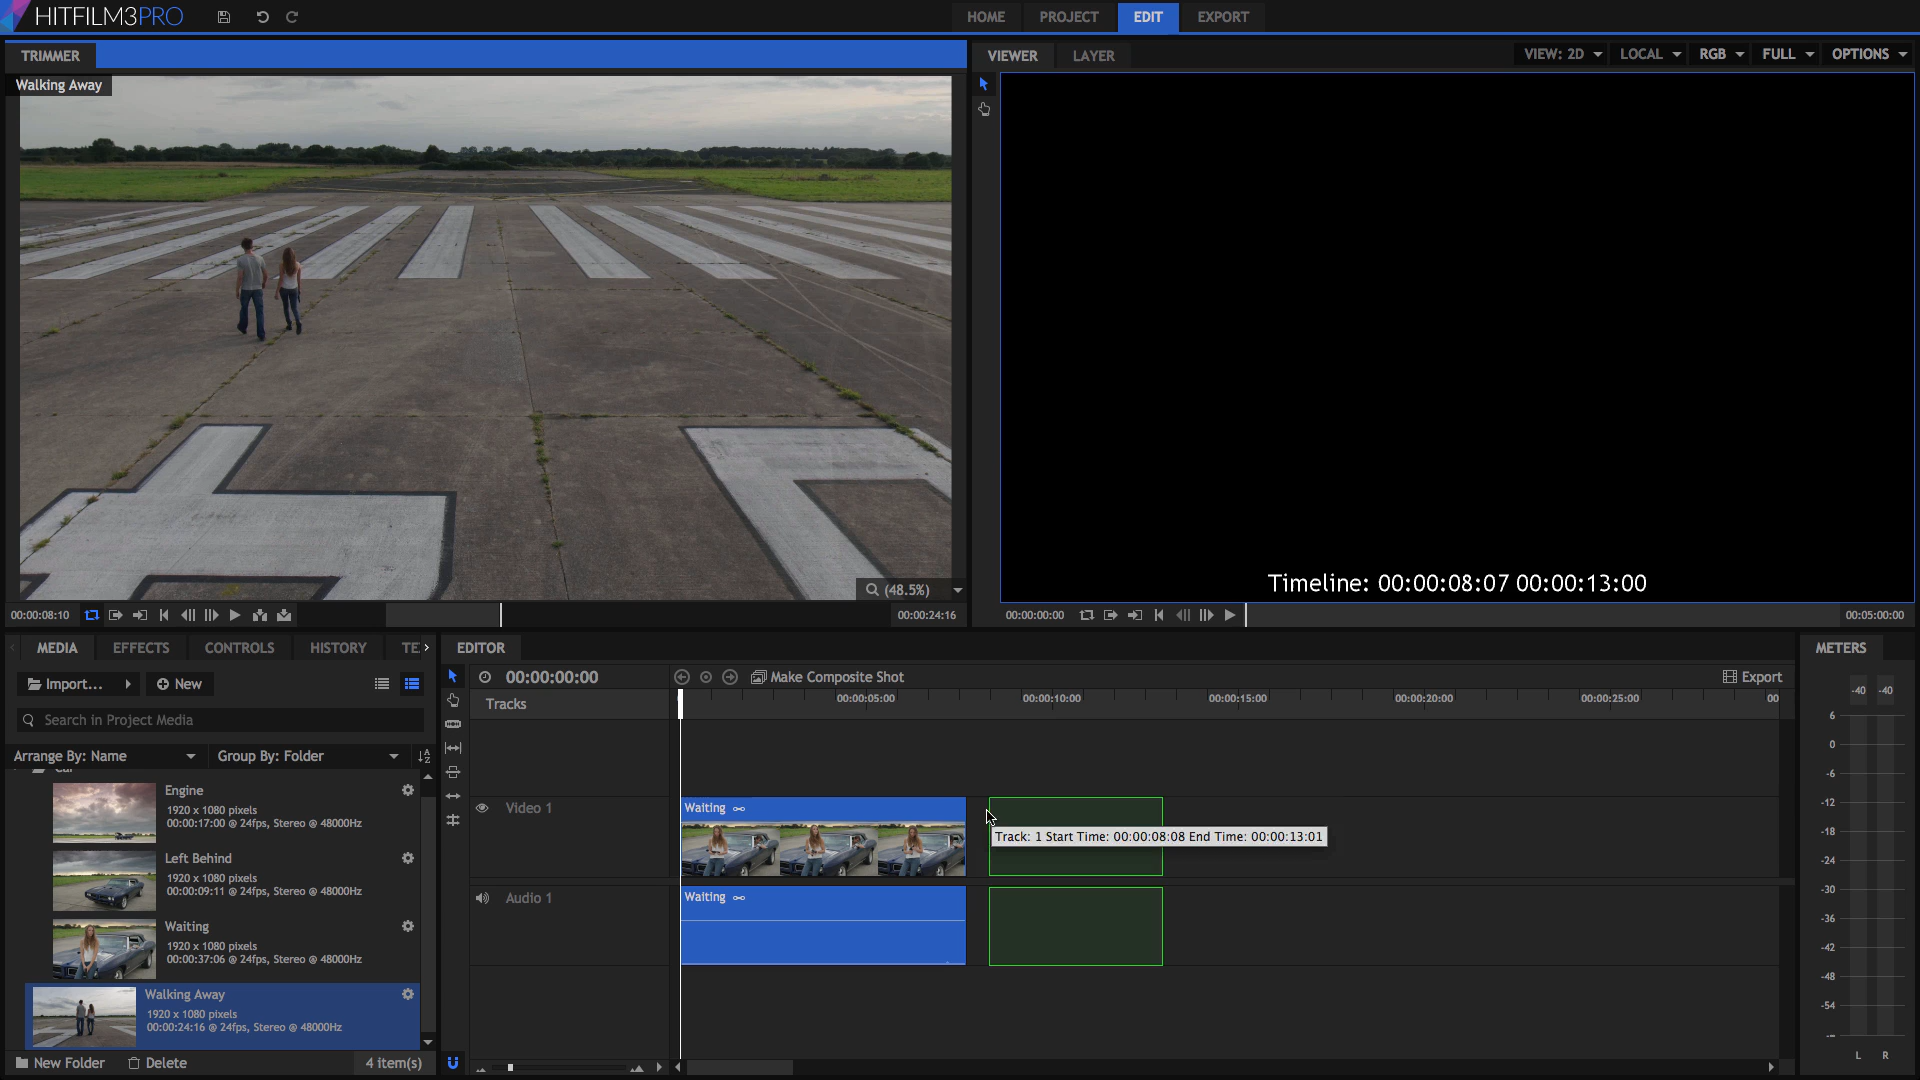 HITFILM3PRO
HOME PROJECT EDIT EXPORT
TRIMMER
Walking Away
(48.5%)
00:00:08:10
00:00:24:16
VIEWER LAYER
VIEW: 2D LOCAL RGB FULL OPTIONS
Timeline: 00:00:08:07 00:00:13:00
00:00:00:00
00:05:00:00
MEDIA EFFECTS CONTROLS HISTORY TE
Import... New
Search in Project Media
Arrange By: Name Group By: Folder
Engine
1920 x 1080 pixels
00:00:17:00 @ 24fps, Stereo @ 48000Hz
Left Behind
1920 x 1080 pixels
00:00:09:11 @ 24fps, Stereo @ 48000Hz
Waiting
1920 x 1080 pixels
00:00:37:06 @ 24fps, Stereo @ 48000Hz
Walking Away
1920 x 1080 pixels
00:00:24:16 @ 24fps, Stereo @ 48000Hz
New Folder Delete 4 item(s)
EDITOR
00:00:00:00 Make Composite Shot Export
Tracks
00:00:05:00 00:00:10:00 00:00:15:00 00:00:20:00 00:00:25:00 00
Video 1
Waiting
Track: 1 Start Time: 00:00:08:08 End Time: 00:00:13:01
Audio 1
Waiting
METERS
-40 -40
6
0
-6
-12
-18
-24
-30
-36
-42
-48
-54
L R